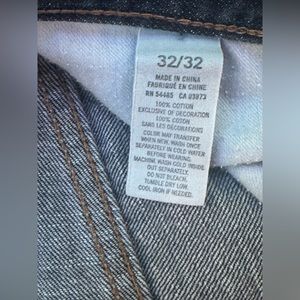 32/32
MADE IN CHINA
FABRIQUÉ EN CHINE
RN 54485 CA 03973
100% COTTON
EXCLUSIVE OF DECORATION
100% COTON
SANS LES DÉCORATIONS
COLOR MAY TRANSFER
WHEN NEW, WASH ONCE
SEPARATELY IN COLD WATER
BEFORE WEARING.
MACHINE WASH COLD INSIDE
OUT SEPARATELY.
DO NOT BLEACH.
TUMBLE DRY LOW.
COOL IRON IF NEEDED.